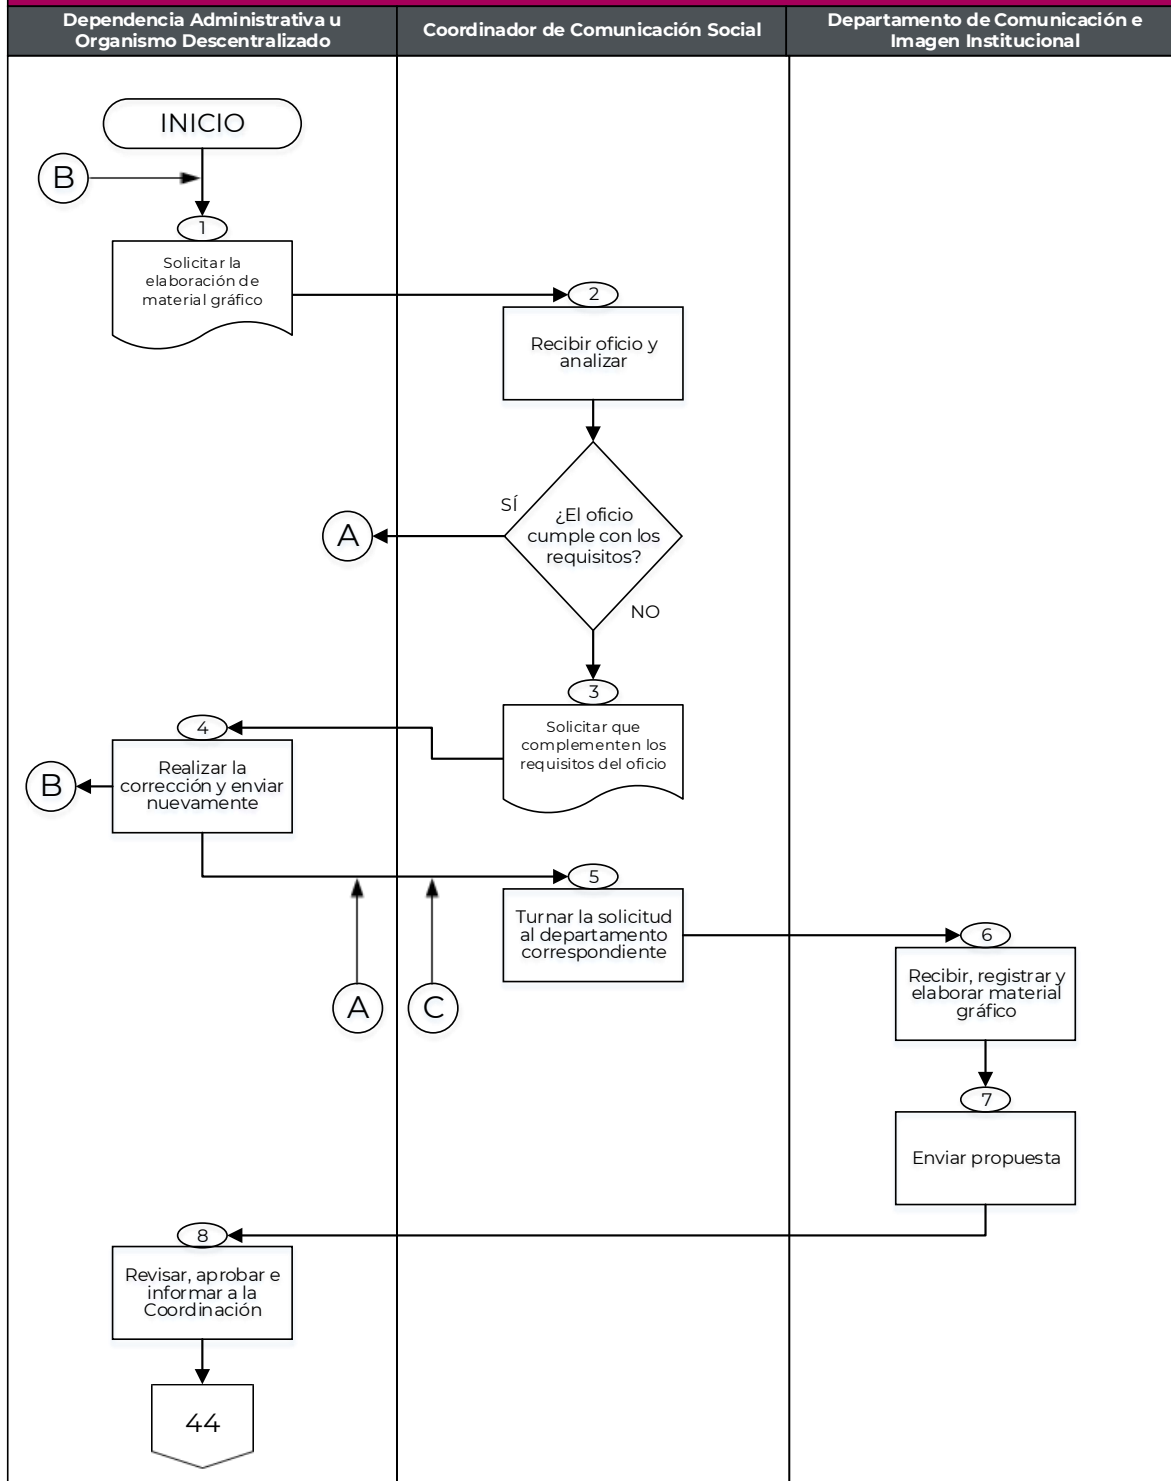 Dependencia Administrativa u
Organismo Descentralizado
Coordinador de Comunicación Social
Departamento de Comunicación e
Imagen Institucional
INICIO
B
1
Solicitar la
elaboración de
material gráfico
2
Recibir oficio y
analizar
SÍ
¿El oficio
cumple con los
requisitos?
A
NO
3
Solicitar que
complementen los
requisitos del oficio
4
Realizar la
corrección y enviar
nuevamente
B
5
Turnar la solicitud
al departamento
correspondiente
A
C
6
Recibir, registrar y
elaborar material
gráfico
7
Enviar propuesta
8
Revisar, aprobar e
informar a la
Coordinación
44